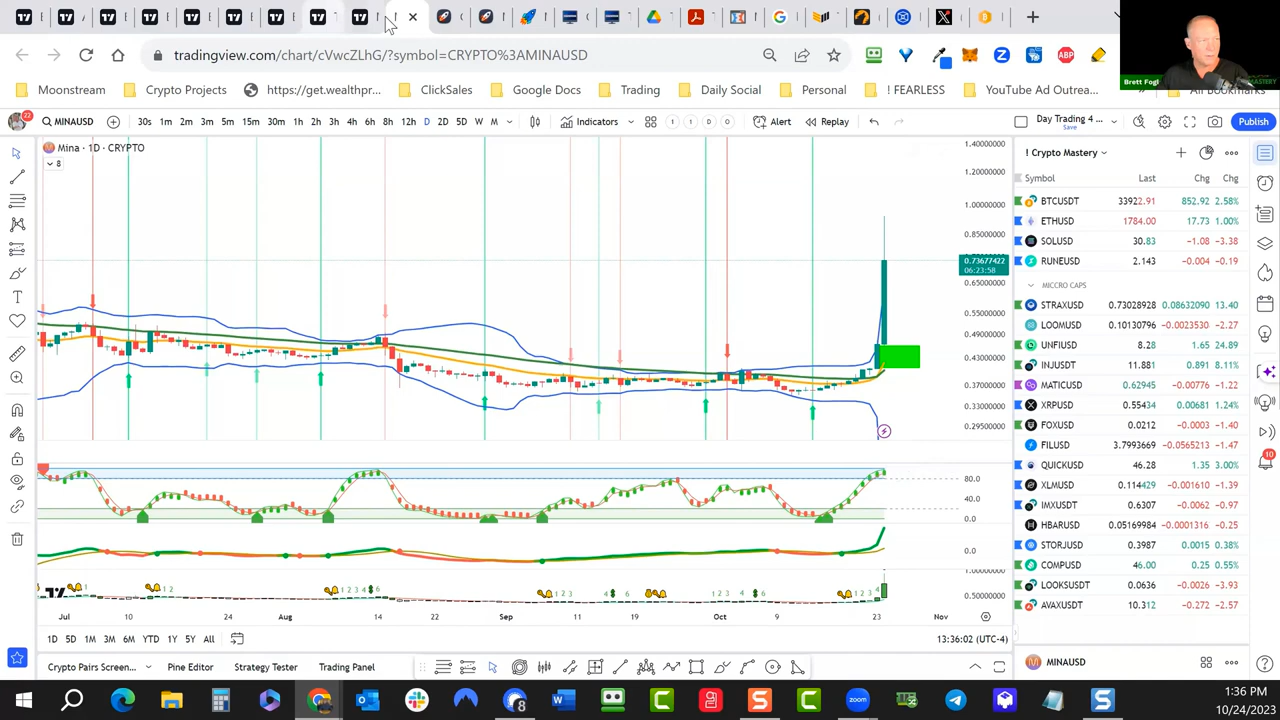 tradingview.com/chart/cVwcZLhG/?symbol=CRYPTO%3AMINAUSD
Brett Fogl
Moonstream Crypto Projects https://get.wealthpr... BrickSales Google Docs Trading Daily Social Personal ! FEARLESS YouTube Ad Outrea... All Bookmarks
22 MINAUSD 30s 1m 2m 3m 5m 15m 30m 1h 2h 3h 4h 6h 8h 12h D 2D 5D W M Indicators Alert Replay Day Trading 4 ... Save Publish
Mina · 1D · CRYPTO
8
1.40000000
1.20000000
1.00000000
0.85000000
0.73677422
06:23:58
0.65000000
0.55000000
0.49000000
0.43000000
0.37000000
0.33000000
0.29500000
80.0
40.0
0.0
0.0
1.00000000
0.50000000
Jul 17 24 Aug 14 22 Sep 11 19 Oct 9 23 Nov
1D 5D 1M 3M 6M YTD 1Y 5Y All 13:36:02 (UTC-4)
Crypto Pairs Screen... Pine Editor Strategy Tester Trading Panel
! Crypto Mastery
Symbol Last Chg Chg
BTCUSDT 33922.91 852.92 2.58%
ETHUSD 1784.00 17.73 1.00%
SOLUSD 30.83 -1.08 -3.38
RUNEUSD 2.143 -0.004 -0.19
MICCRO CAPS
STRAXUSD 0.73028928 0.08632090 13.40
LOOMUSD 0.10130796 -0.0023530 -2.27
UNFIUSD 8.28 1.65 24.89
INJUSDT 11.881 0.891 8.11%
MATICUSD 0.62945 -0.00776 -1.22
XRPUSD 0.55434 0.00681 1.24%
FOXUSD 0.0212 -0.0003 -1.40
FILUSD 3.7993669 -0.0565213 -1.47
QUICKUSD 46.28 1.35 3.00%
XLMUSD 0.114429 -0.001610 -1.39
IMXUSDT 0.6307 -0.0062 -0.97
HBARUSD 0.05169984 -0.0001316 -0.25
STORJUSD 0.3987 0.0015 0.38%
COMPUSD 46.00 0.25 0.55%
LOOKSUSDT 0.0636 -0.0026 -3.93
AVAXUSDT 10.312 -0.272 -2.57
MINAUSD
10
1:36 PM
10/24/2023